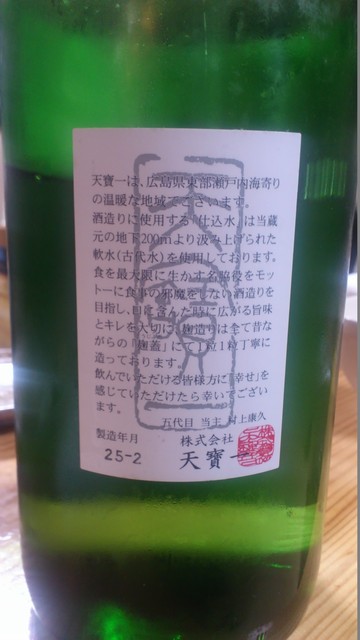 天寶一は、広島県東部瀬戸内海寄り
の温暖な地域でございます。
酒造りに使用する「仕込水」は当蔵
元の地下200mより汲み上げられた
軟水(古代水)を使用しております。
食を最大限に生かす名脇役をモッ
トーに食事の邪魔をしない酒造りを
目指し、口に含んだ時に広がる旨味
とキレを大切に、麹造りは全て昔な
がらの「麹蓋」にて1粒1粒丁寧に
造っております。
飲んでいただける皆様方に「幸せ」を
感じていただけたら幸いでござい
ます。
五代目 当主 村上康久
製造年月 株式会社
25-2 天寶一